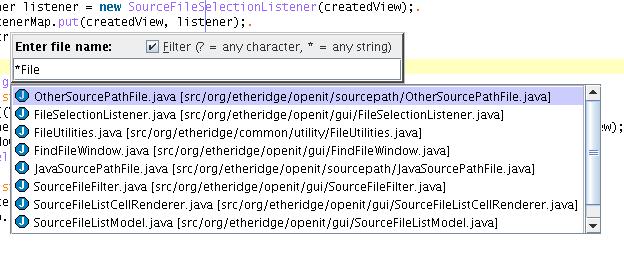 ner listener = new SourceFileSelectionListener(createdView);.
tenerMap.put(createdView, listener);.
Enter file name: Filter (? = any character, * = any string)
*File
OtherSourcePathFile.java [src/org/etheridge/openit/sourcepath/OtherSourcePathFile.java]
FileSelectionListener.java [src/org/etheridge/openit/gui/FileSelectionListener.java]
FileUtilities.java [src/org/etheridge/common/utility/FileUtilities.java]
FindFileWindow.java [src/org/etheridge/openit/gui/FindFileWindow.java]
JavaSourcePathFile.java [src/org/etheridge/openit/sourcepath/JavaSourcePathFile.java]
SourceFileFilter.java [src/org/etheridge/openit/gui/SourceFileFilter.java]
SourceFileListCellRenderer.java [src/org/etheridge/openit/gui/SourceFileListCellRenderer.java]
SourceFileListModel.java [src/org/etheridge/openit/gui/SourceFileListModel.java]